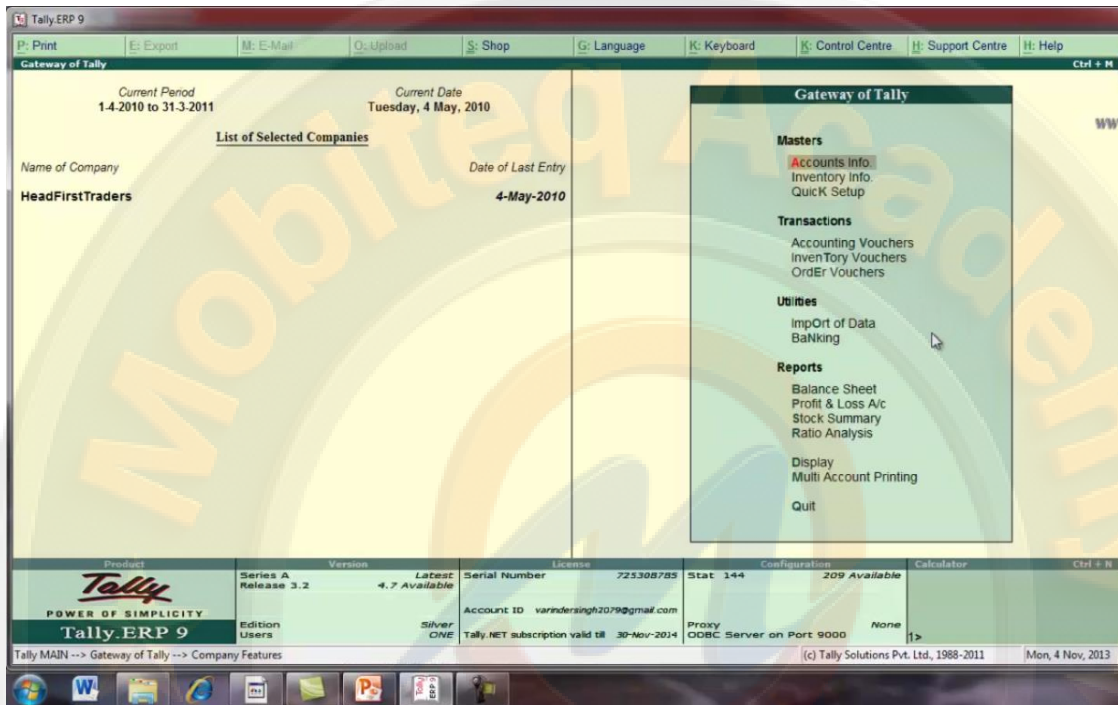 Tally.ERP 9
P: Print E: Export M: E-Mail O: Upload S: Shop G: Language K: Keyboard K: Control Centre H: Support Centre H: Help
Gateway of Tally Ctrl + M
Current Period Current Date
1-4-2010 to 31-3-2011 Tuesday, 4 May, 2010
List of Selected Companies
Name of Company Date of Last Entry
HeadFirstTraders 4-May-2010
Gateway of Tally
Masters
Accounts Info.
Inventory Info.
QuicK Setup
Transactions
Accounting Vouchers
InvenTory Vouchers
OrdEr Vouchers
Utilities
ImpOrt of Data
BaNking
Reports
Balance Sheet
Profit & Loss A/c
Stock Summary
Ratio Analysis
Display
Multi Account Printing
Quit
ww
Mobiteq Academ
Product Version License Configuration Calculator Ctrl + N
Tally
POWER OF SIMPLICITY
Tally.ERP 9
Series A Latest
Release 3.2 4.7 Available
Edition Silver
Users ONE
Serial Number 725308785
Account ID varindersingh2079@gmail.com
Tally.NET subscription valid till 30-Nov-2014
Stat 144 209 Available
Proxy None
ODBC Server on Port 9000
1>
Tally MAIN --> Gateway of Tally --> Company Features (c) Tally Solutions Pvt. Ltd., 1988-2011 Mon, 4 Nov, 2013